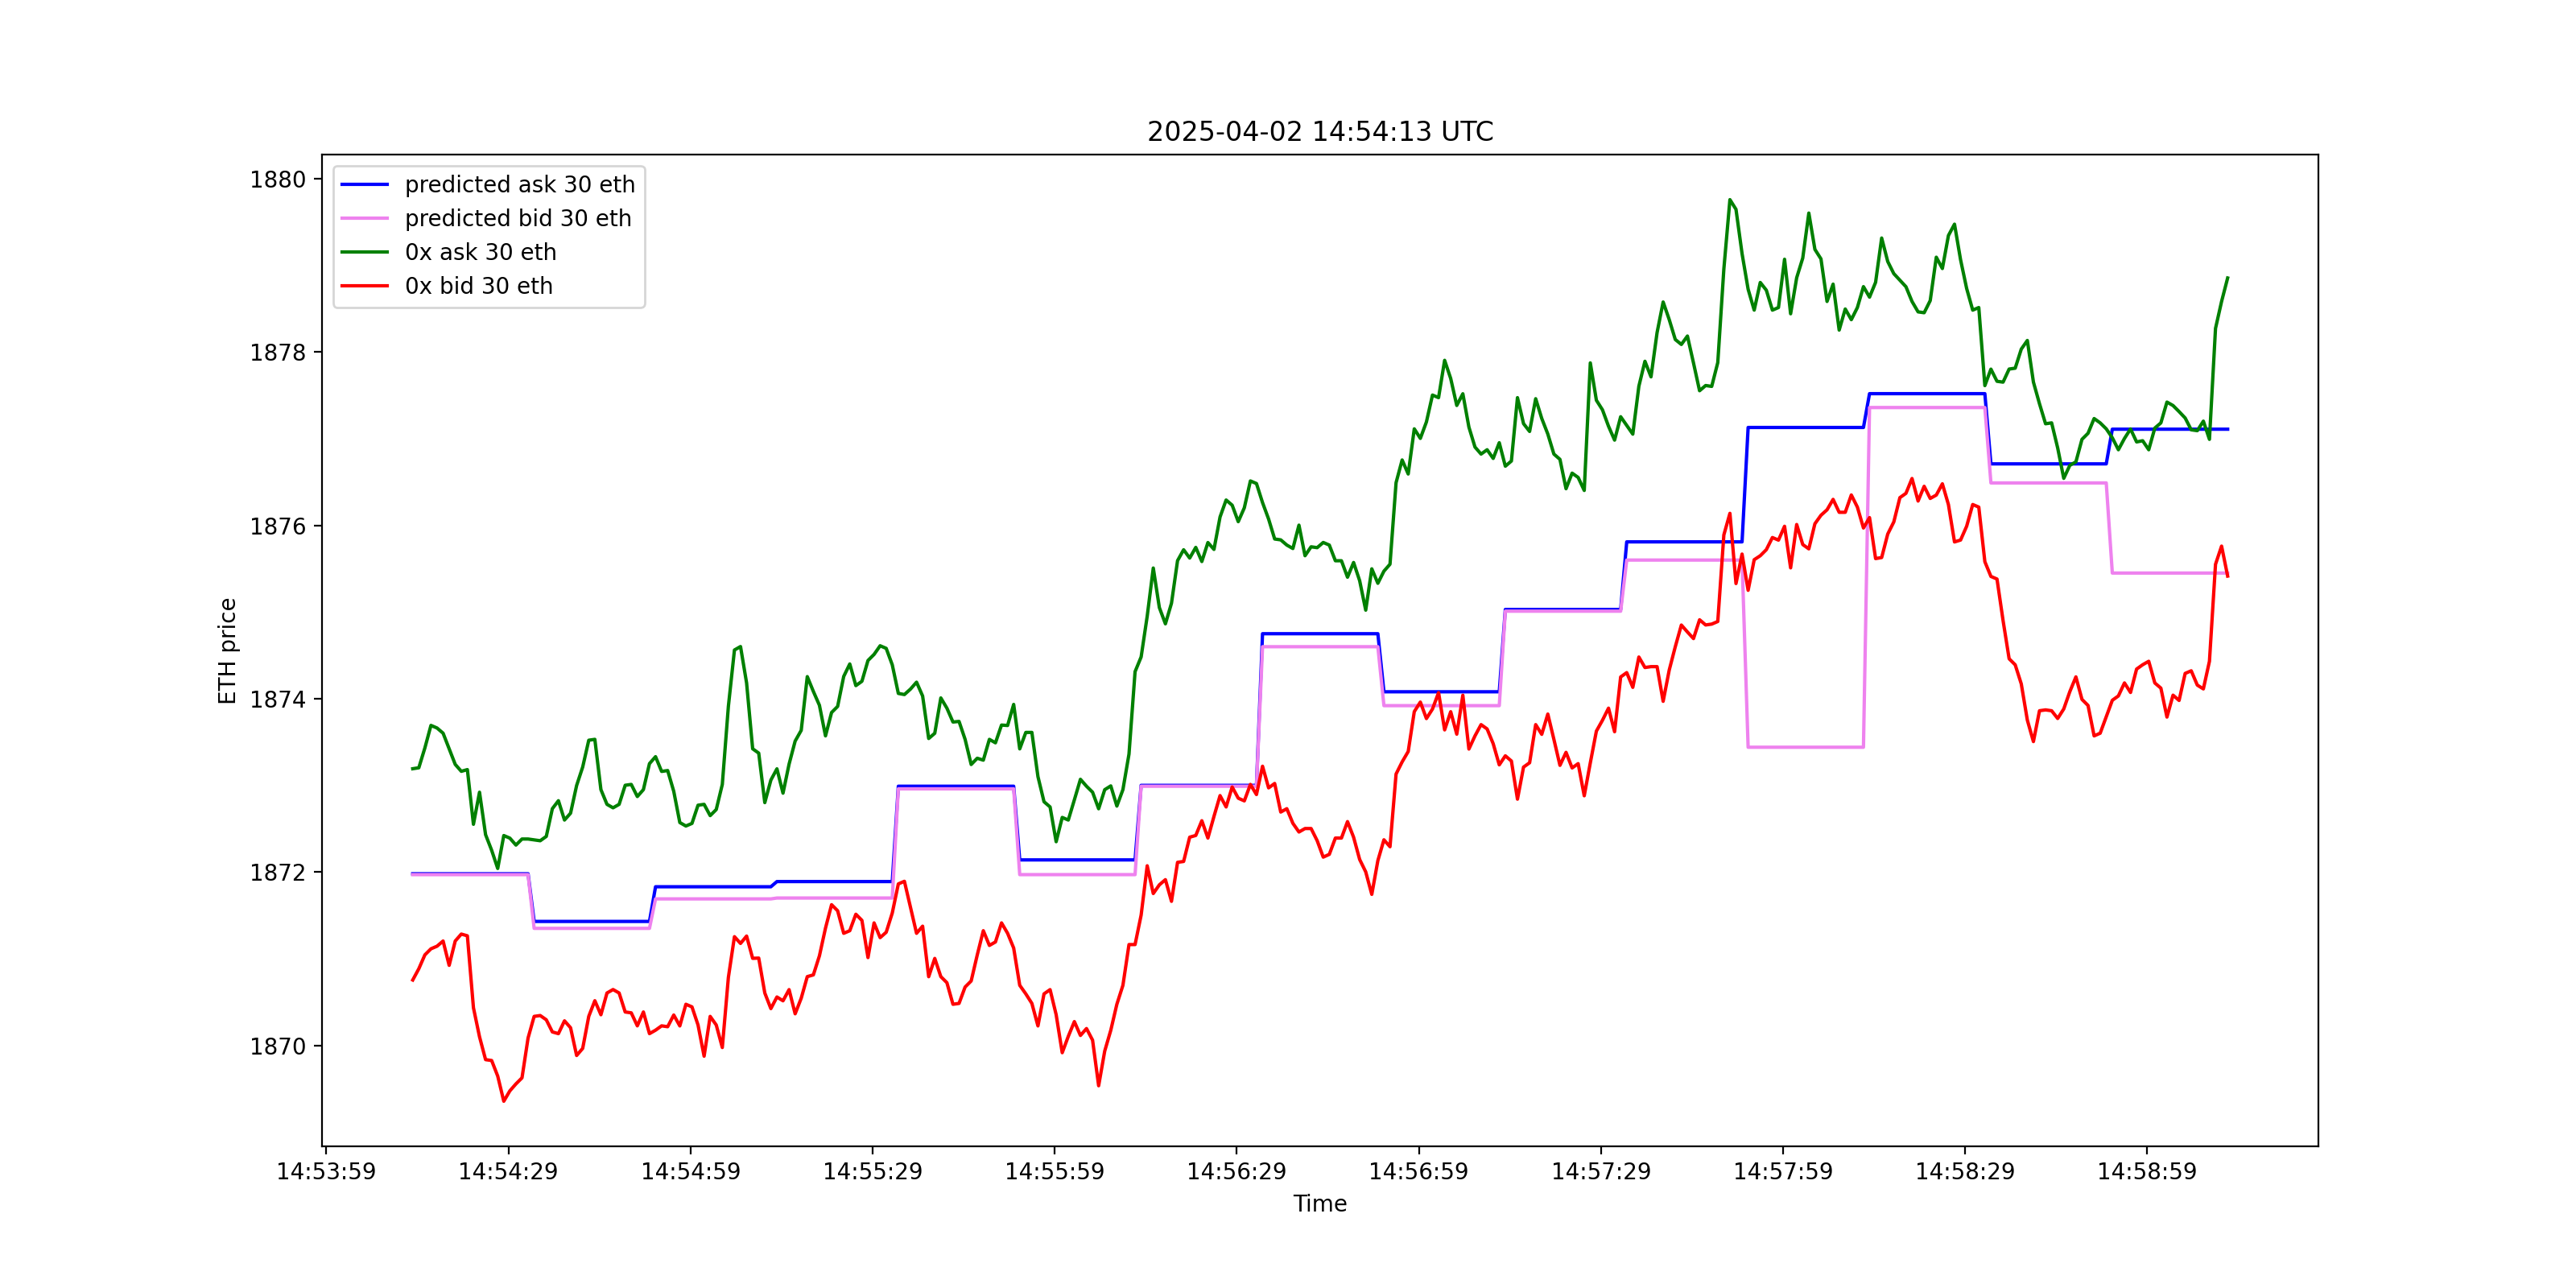 2025-04-02 14:54:13 UTC
predicted ask 30 eth
predicted bid 30 eth
0x ask 30 eth
0x bid 30 eth
ETH price
1880
1878
1876
1874
1872
1870
14:53:59 14:54:29 14:54:59 14:55:29 14:55:59 14:56:29 14:56:59 14:57:29 14:57:59 14:58:29 14:58:59
Time